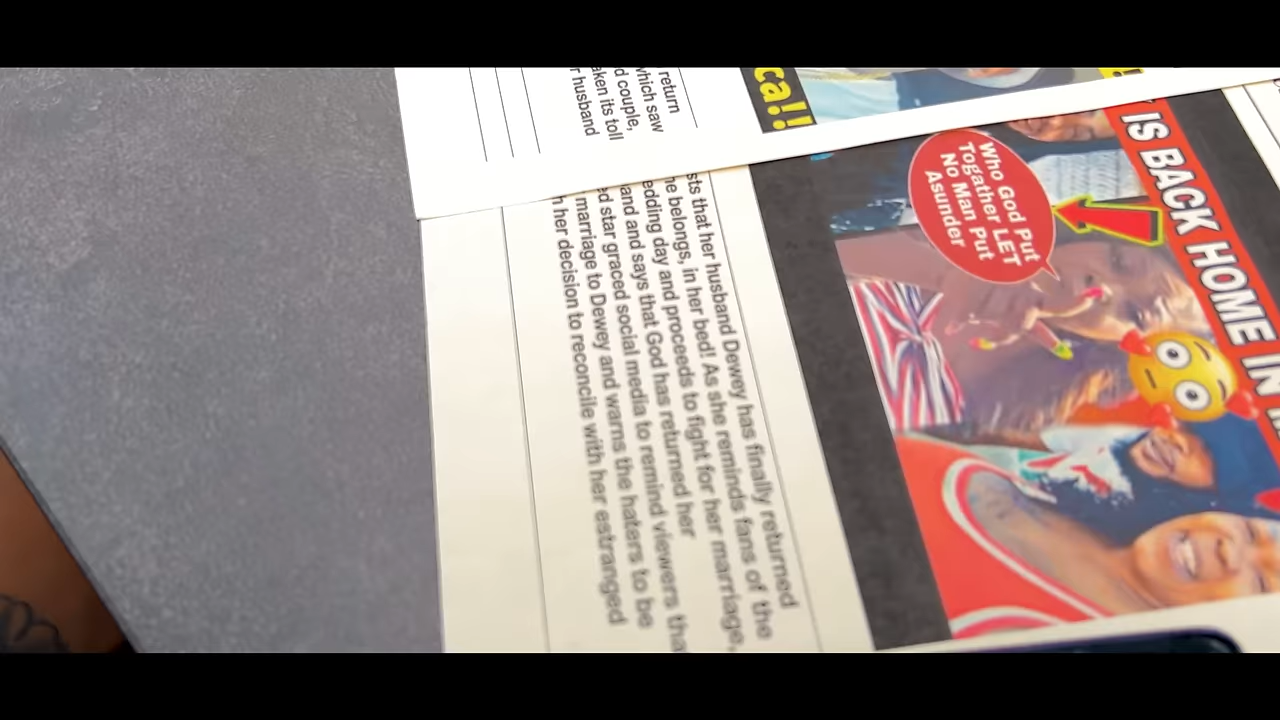 return
which saw
d couple,
aken its toll
r husband
ca!!
sts that her husband Dewey has finally returned
he belongs, in her bed! As she reminds fans of the
edding day and proceeds to fight for her marriage,
and and says that God has returned her
ed star graced social media to remind viewers tha
marriage to Dewey and warns the haters to be
h her decision to reconcile with her estranged
IS BACK HOME IN
Who God Put
Togather LET
No Man Put
Asunder